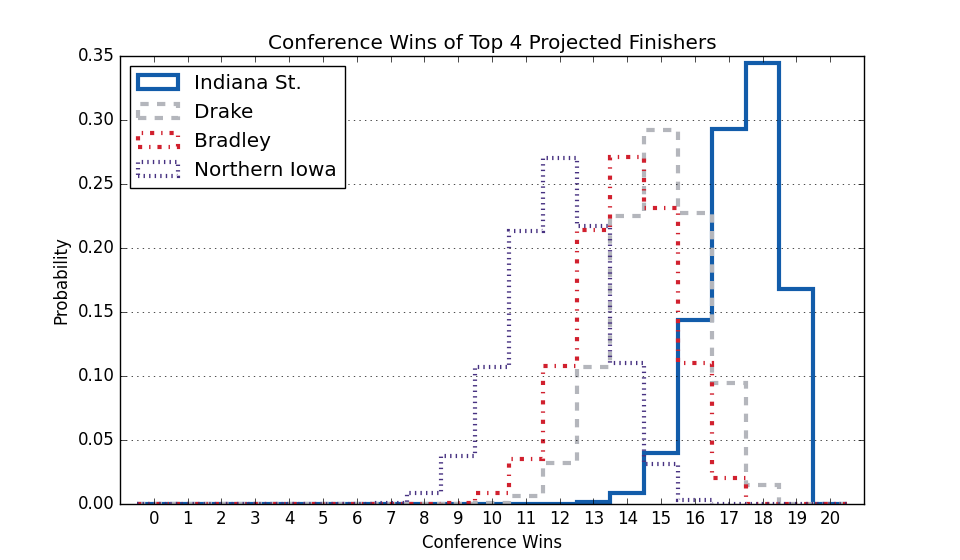 Conference Wins of Top 4 Projected Finishers
0.35
0.30
0.25
0.20
0.15
0.10
0.05
0.00
Probability
Indiana St.
Drake
Bradley
Northern Iowa
0 1 2 3 4 5 6 7 8 9 10 11 12 13 14 15 16 17 18 19 20
Conference Wins